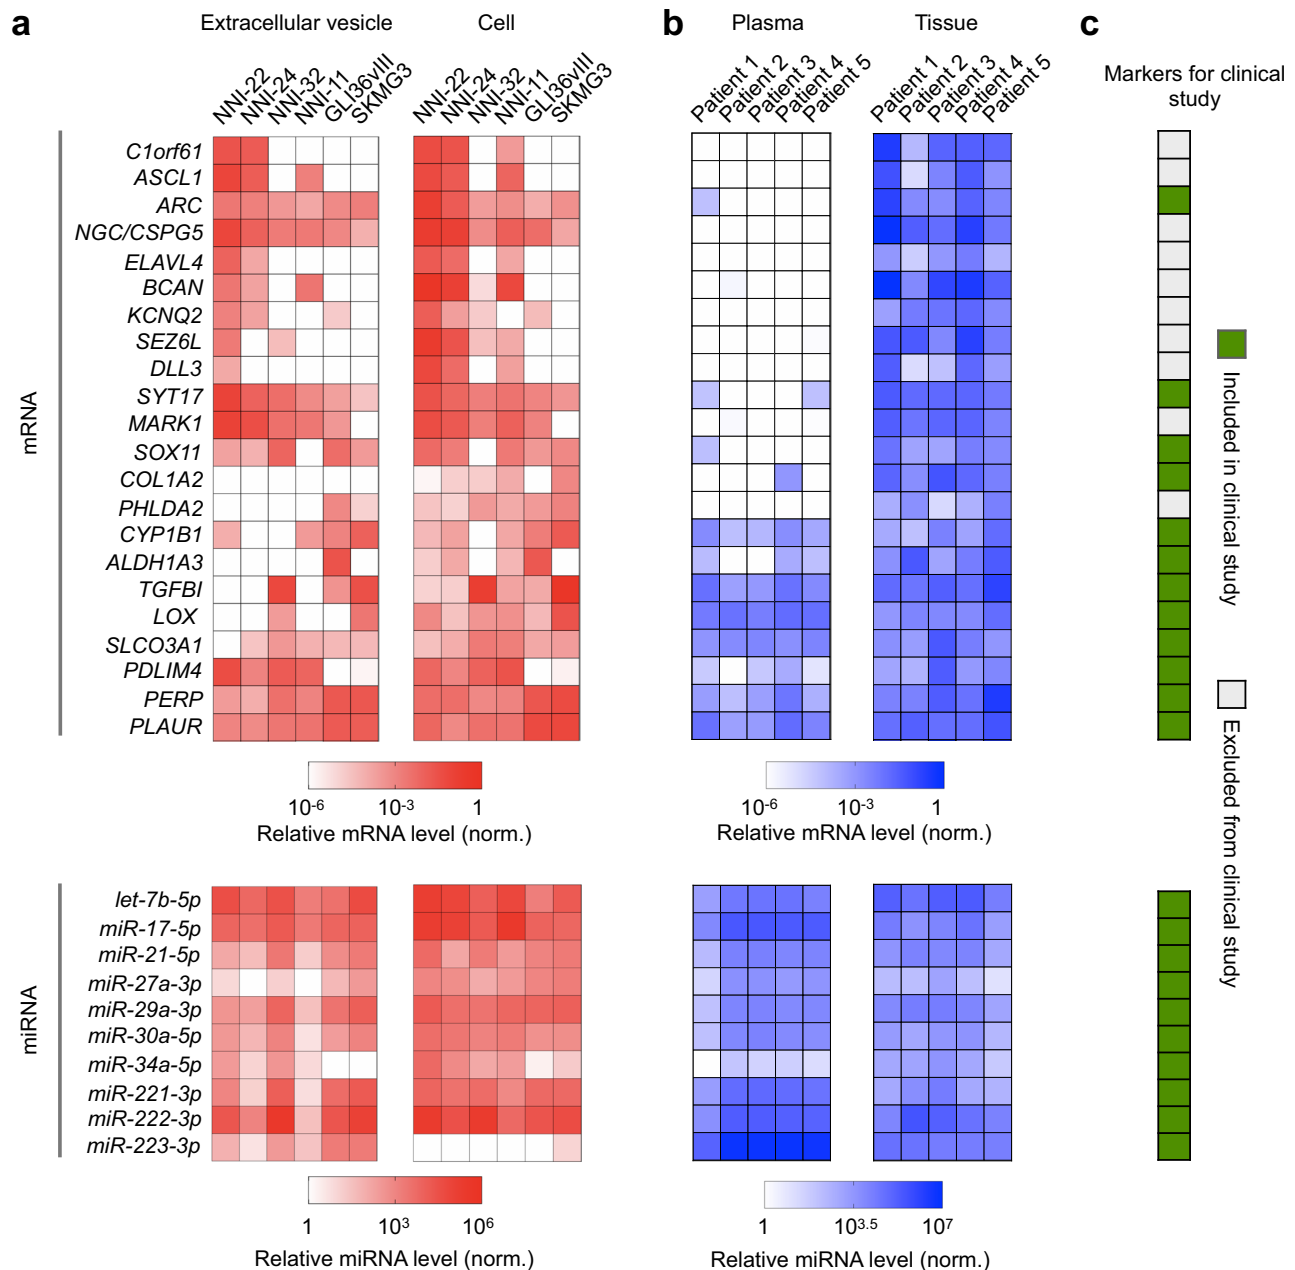 a
Extracellular vesicle
Cell
NNI-22
NNI-24
NNI-32
NNI-11
GLI36vIII
SKMG3
NNI-22
NNI-24
NNI-32
NNI-11
GLI36vIII
SKMG3
mRNA
C1orf61
ASCL1
ARC
NGC/CSPG5
ELAVL4
BCAN
KCNQ2
SEZ6L
DLL3
SYT17
MARK1
SOX11
COL1A2
PHLDA2
CYP1B1
ALDH1A3
TGFBI
LOX
SLCO3A1
PDLIM4
PERP
PLAUR
10-6
10-3
1
Relative mRNA level (norm.)
miRNA
let-7b-5p
miR-17-5p
miR-21-5p
miR-27a-3p
miR-29a-3p
miR-30a-5p
miR-34a-5p
miR-221-3p
miR-222-3p
miR-223-3p
1
103
106
Relative miRNA level (norm.)
b
Plasma
Tissue
Patient 1
Patient 2
Patient 3
Patient 4
Patient 5
Patient 1
Patient 2
Patient 3
Patient 4
Patient 5
10-6
10-3
1
Relative mRNA level (norm.)
1
103.5
107
Relative miRNA level (norm.)
c
Markers for clinical
study
Included in clinical study
Excluded from clinical study